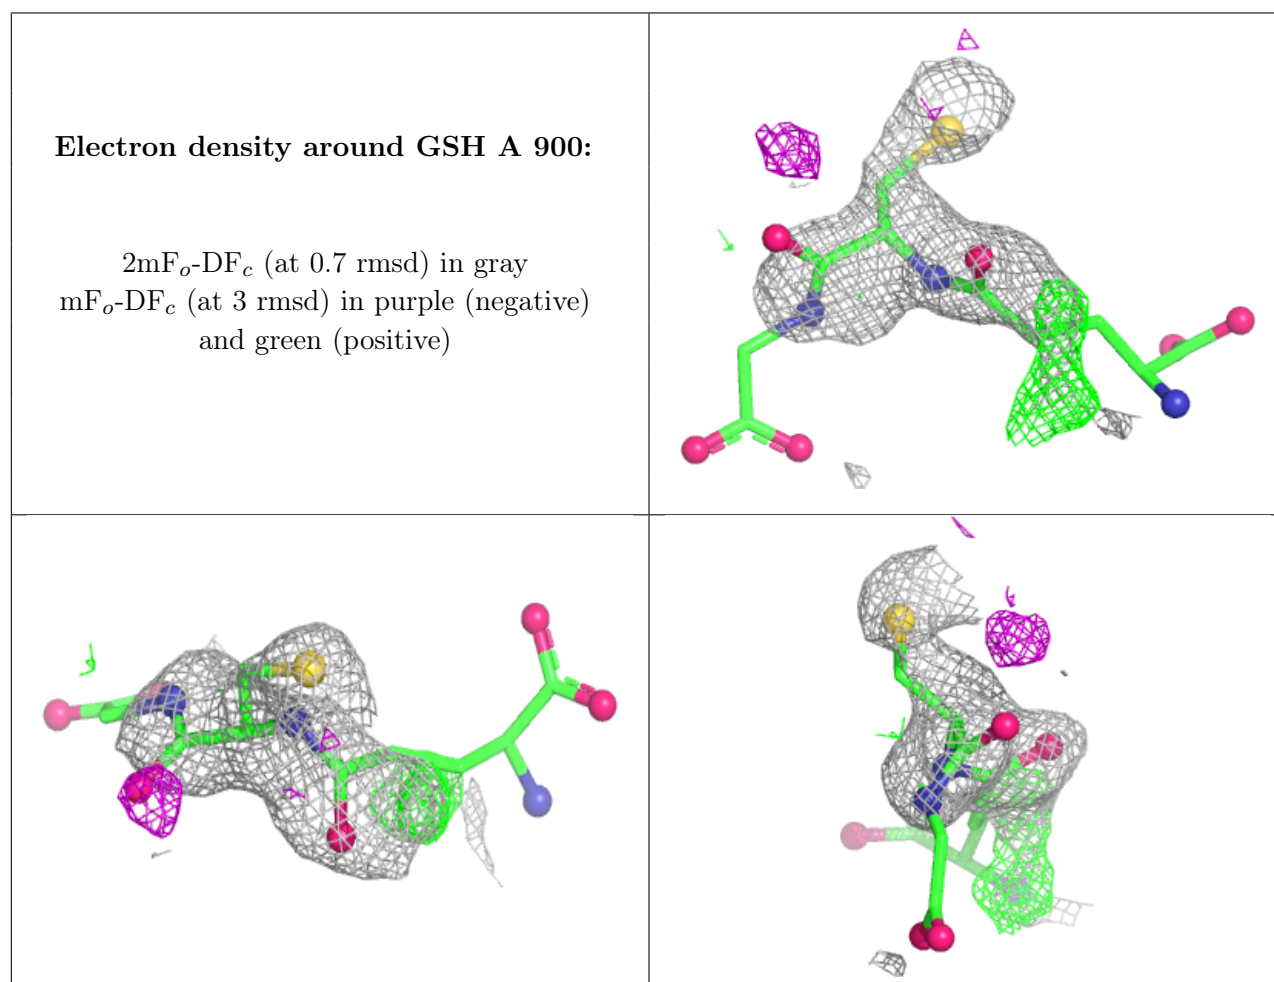 Electron density around GSH A 900:
2mFₒ-DF𝒸 (at 0.7 rmsd) in gray
mFₒ-DF𝒸 (at 3 rmsd) in purple (negative)
and green (positive)